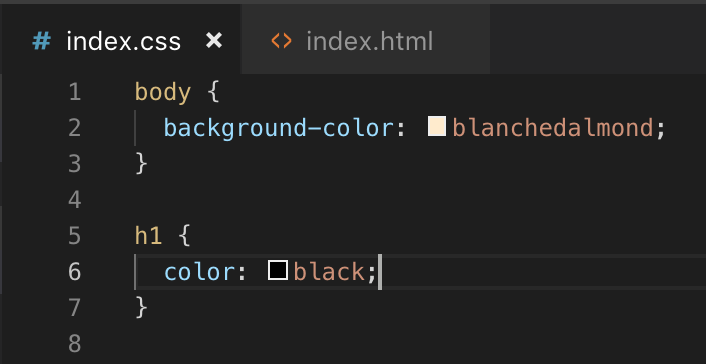 # index.css × <> index.html
1 body {
2   background-color: blanchedalmond;
3 }
4
5 h1 {
6   color: black;
7 }
8